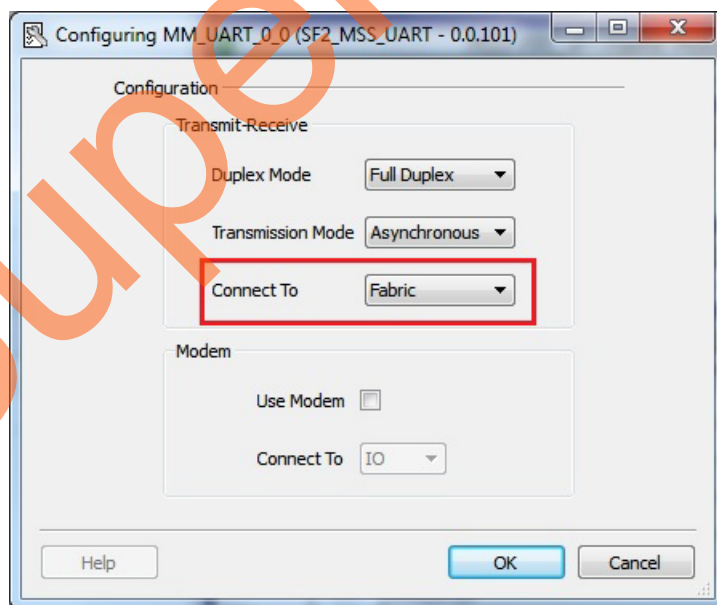 Configuring MM_UART_0_0 (SF2_MSS_UART - 0.0.101)
Configuration
Transmit-Receive
Duplex Mode Full Duplex
Transmission Mode Asynchronous
Connect To Fabric
Modem
Use Modem
Connect To IO
Help OK Cancel